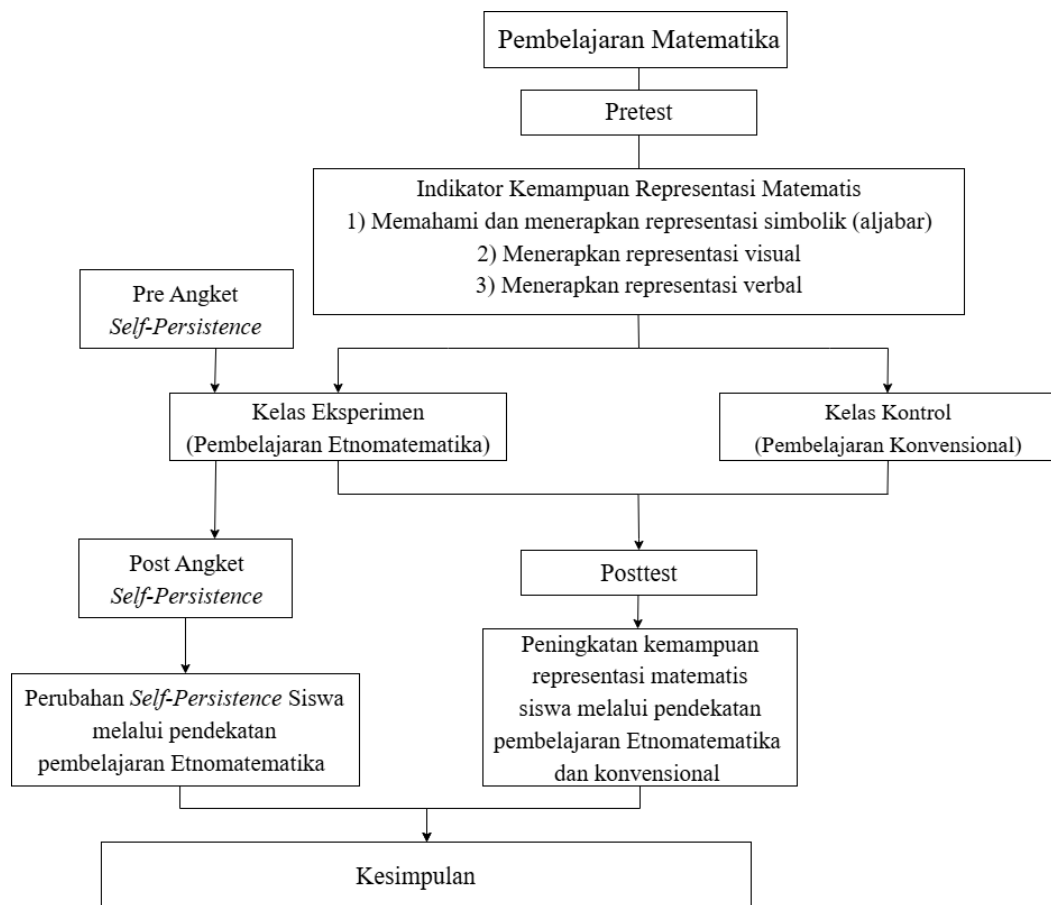 Pembelajaran Matematika
Pretest
Indikator Kemampuan Representasi Matematis
1) Memahami dan menerapkan representasi simbolik (aljabar)
2) Menerapkan representasi visual
3) Menerapkan representasi verbal
Pre Angket
Self-Persistence
Kelas Eksperimen
(Pembelajaran Etnomatematika)
Kelas Kontrol
(Pembelajaran Konvensional)
Post Angket
Self-Persistence
Posttest
Perubahan Self-Persistence Siswa
melalui pendekatan
pembelajaran Etnomatematika
Peningkatan kemampuan
representasi matematis
siswa melalui pendekatan
pembelajaran Etnomatematika
dan konvensional
Kesimpulan